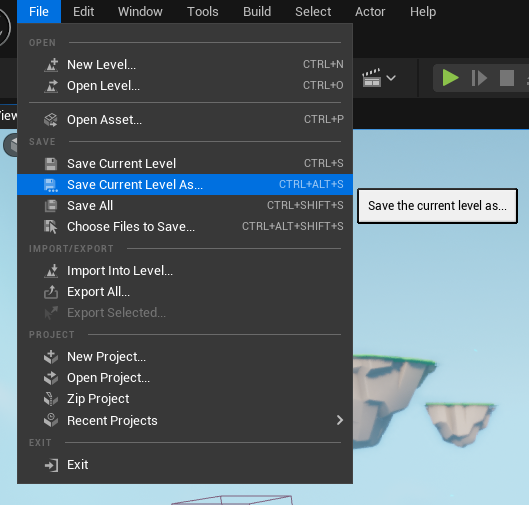 File Edit Window Tools Build Select Actor Help
OPEN
New Level... CTRL+N
Open Level... CTRL+O
Open Asset... CTRL+P
SAVE
Save Current Level CTRL+S
Save Current Level As... CTRL+ALT+S
Save the current level as...
Save All CTRL+SHIFT+S
Choose Files to Save... CTRL+ALT+SHIFT+S
IMPORT/EXPORT
Import Into Level...
Export All...
Export Selected...
PROJECT
New Project...
Open Project...
Zip Project
Recent Projects
EXIT
Exit